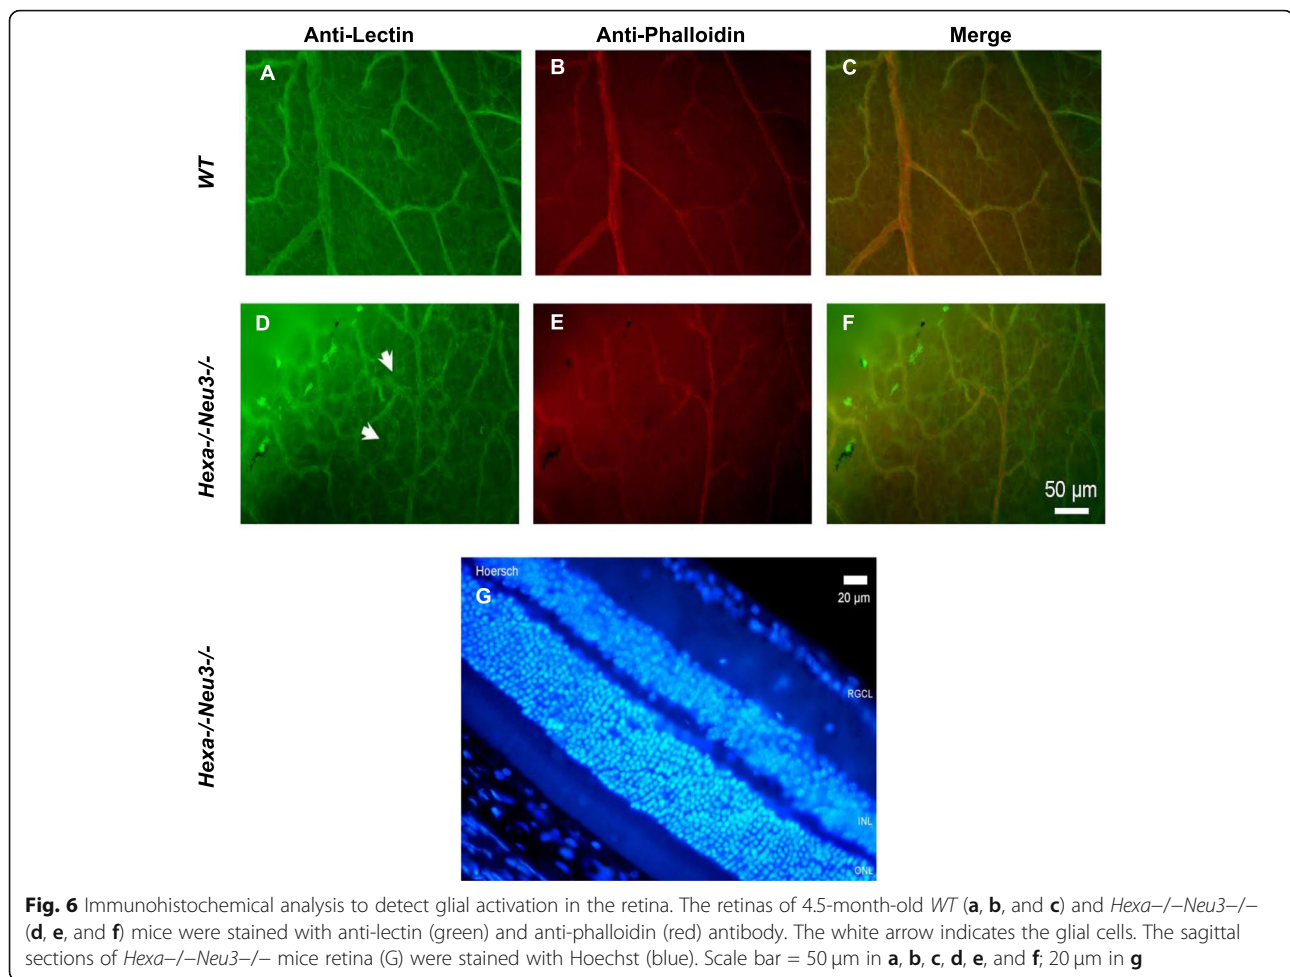 Anti-Lectin Anti-Phalloidin Merge
WT
A B C
Hexa-/-Neu3-/-
D E F
50 µm
Hexa-/-Neu3-/-
Hoersch
G
20 µm
RGCL
INL
ONL
Fig. 6 Immunohistochemical analysis to detect glial activation in the retina. The retinas of 4.5-month-old WT (a, b, and c) and Hexa−/−Neu3−/−
(d, e, and f) mice were stained with anti-lectin (green) and anti-phalloidin (red) antibody. The white arrow indicates the glial cells. The sagittal
sections of Hexa−/−Neu3−/− mice retina (G) were stained with Hoechst (blue). Scale bar = 50 µm in a, b, c, d, e, and f; 20 µm in g